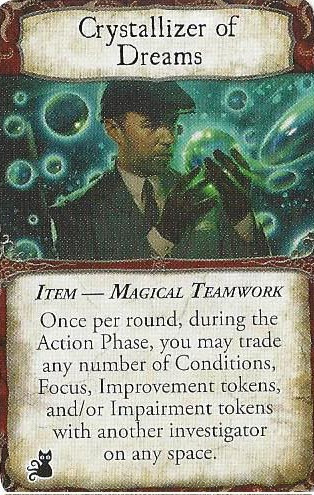 Crystallizer of
Dreams
Item — Magical Teamwork
Once per round, during the
Action Phase, you may trade
any number of Conditions,
Focus, Improvement tokens,
and/or Impairment tokens
with another investigator
on any space.